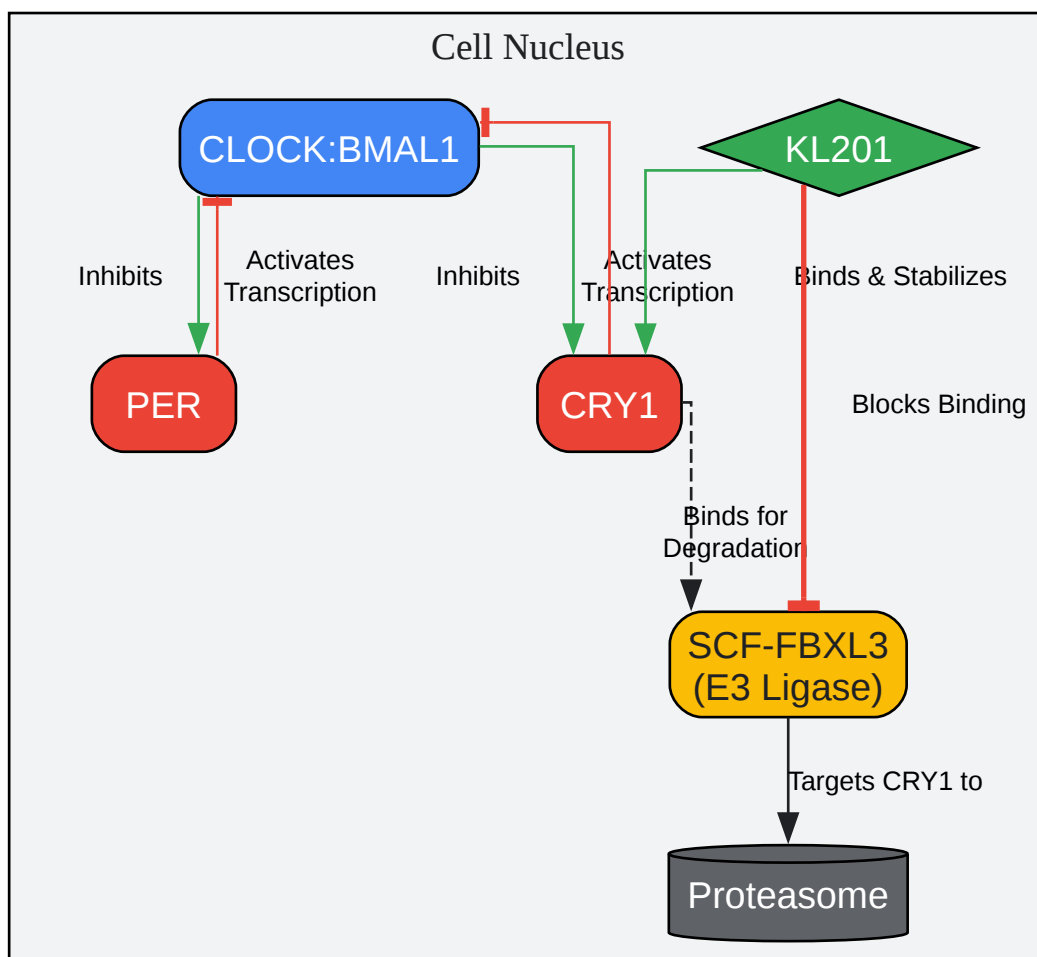 Cell Nucleus
CLOCK:BMAL1
KL201
Inhibits
Activates
Transcription
Inhibits
Activates
Transcription
Binds & Stabilizes
PER
CRY1
Blocks Binding
Binds for
Degradation
SCF-FBXL3
(E3 Ligase)
Targets CRY1 to
Proteasome